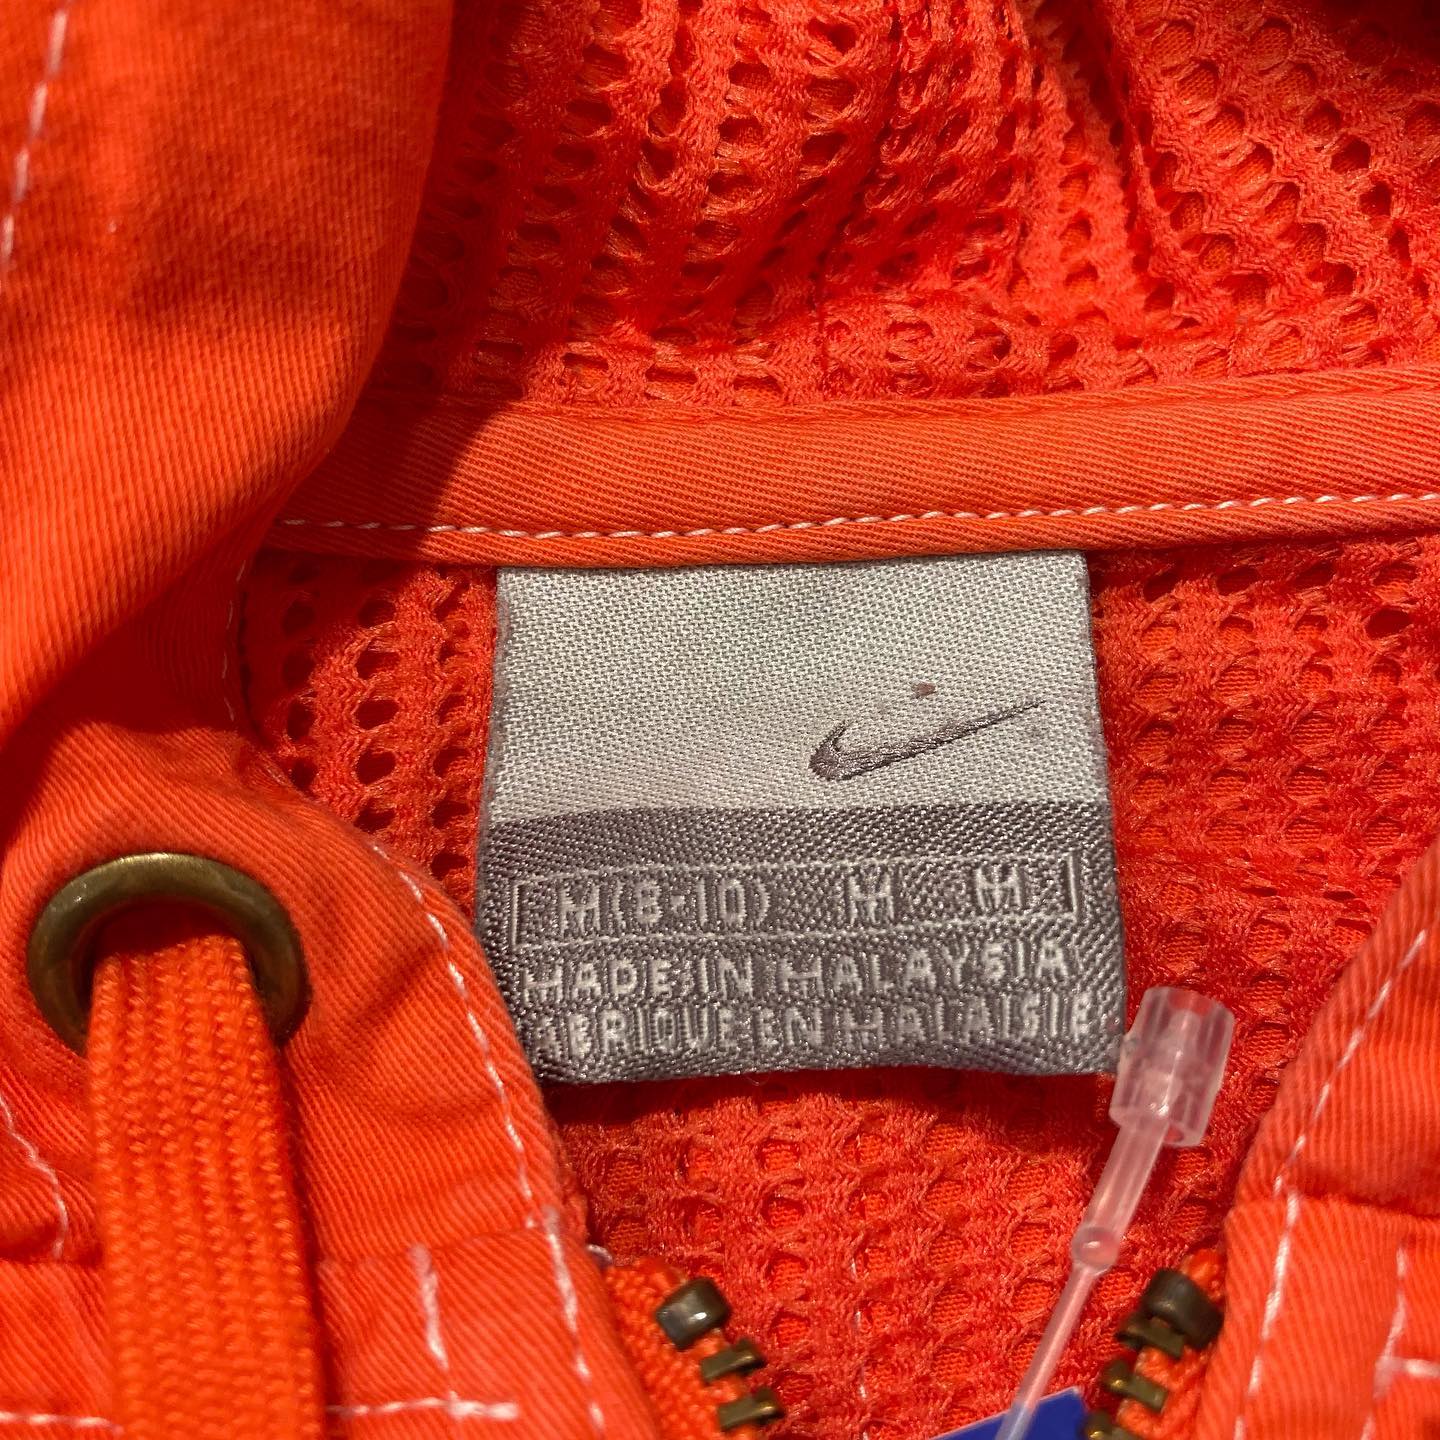 M(8-10) M M
MADE IN MALAYSIA
FABRIQUE EN MALAISIE